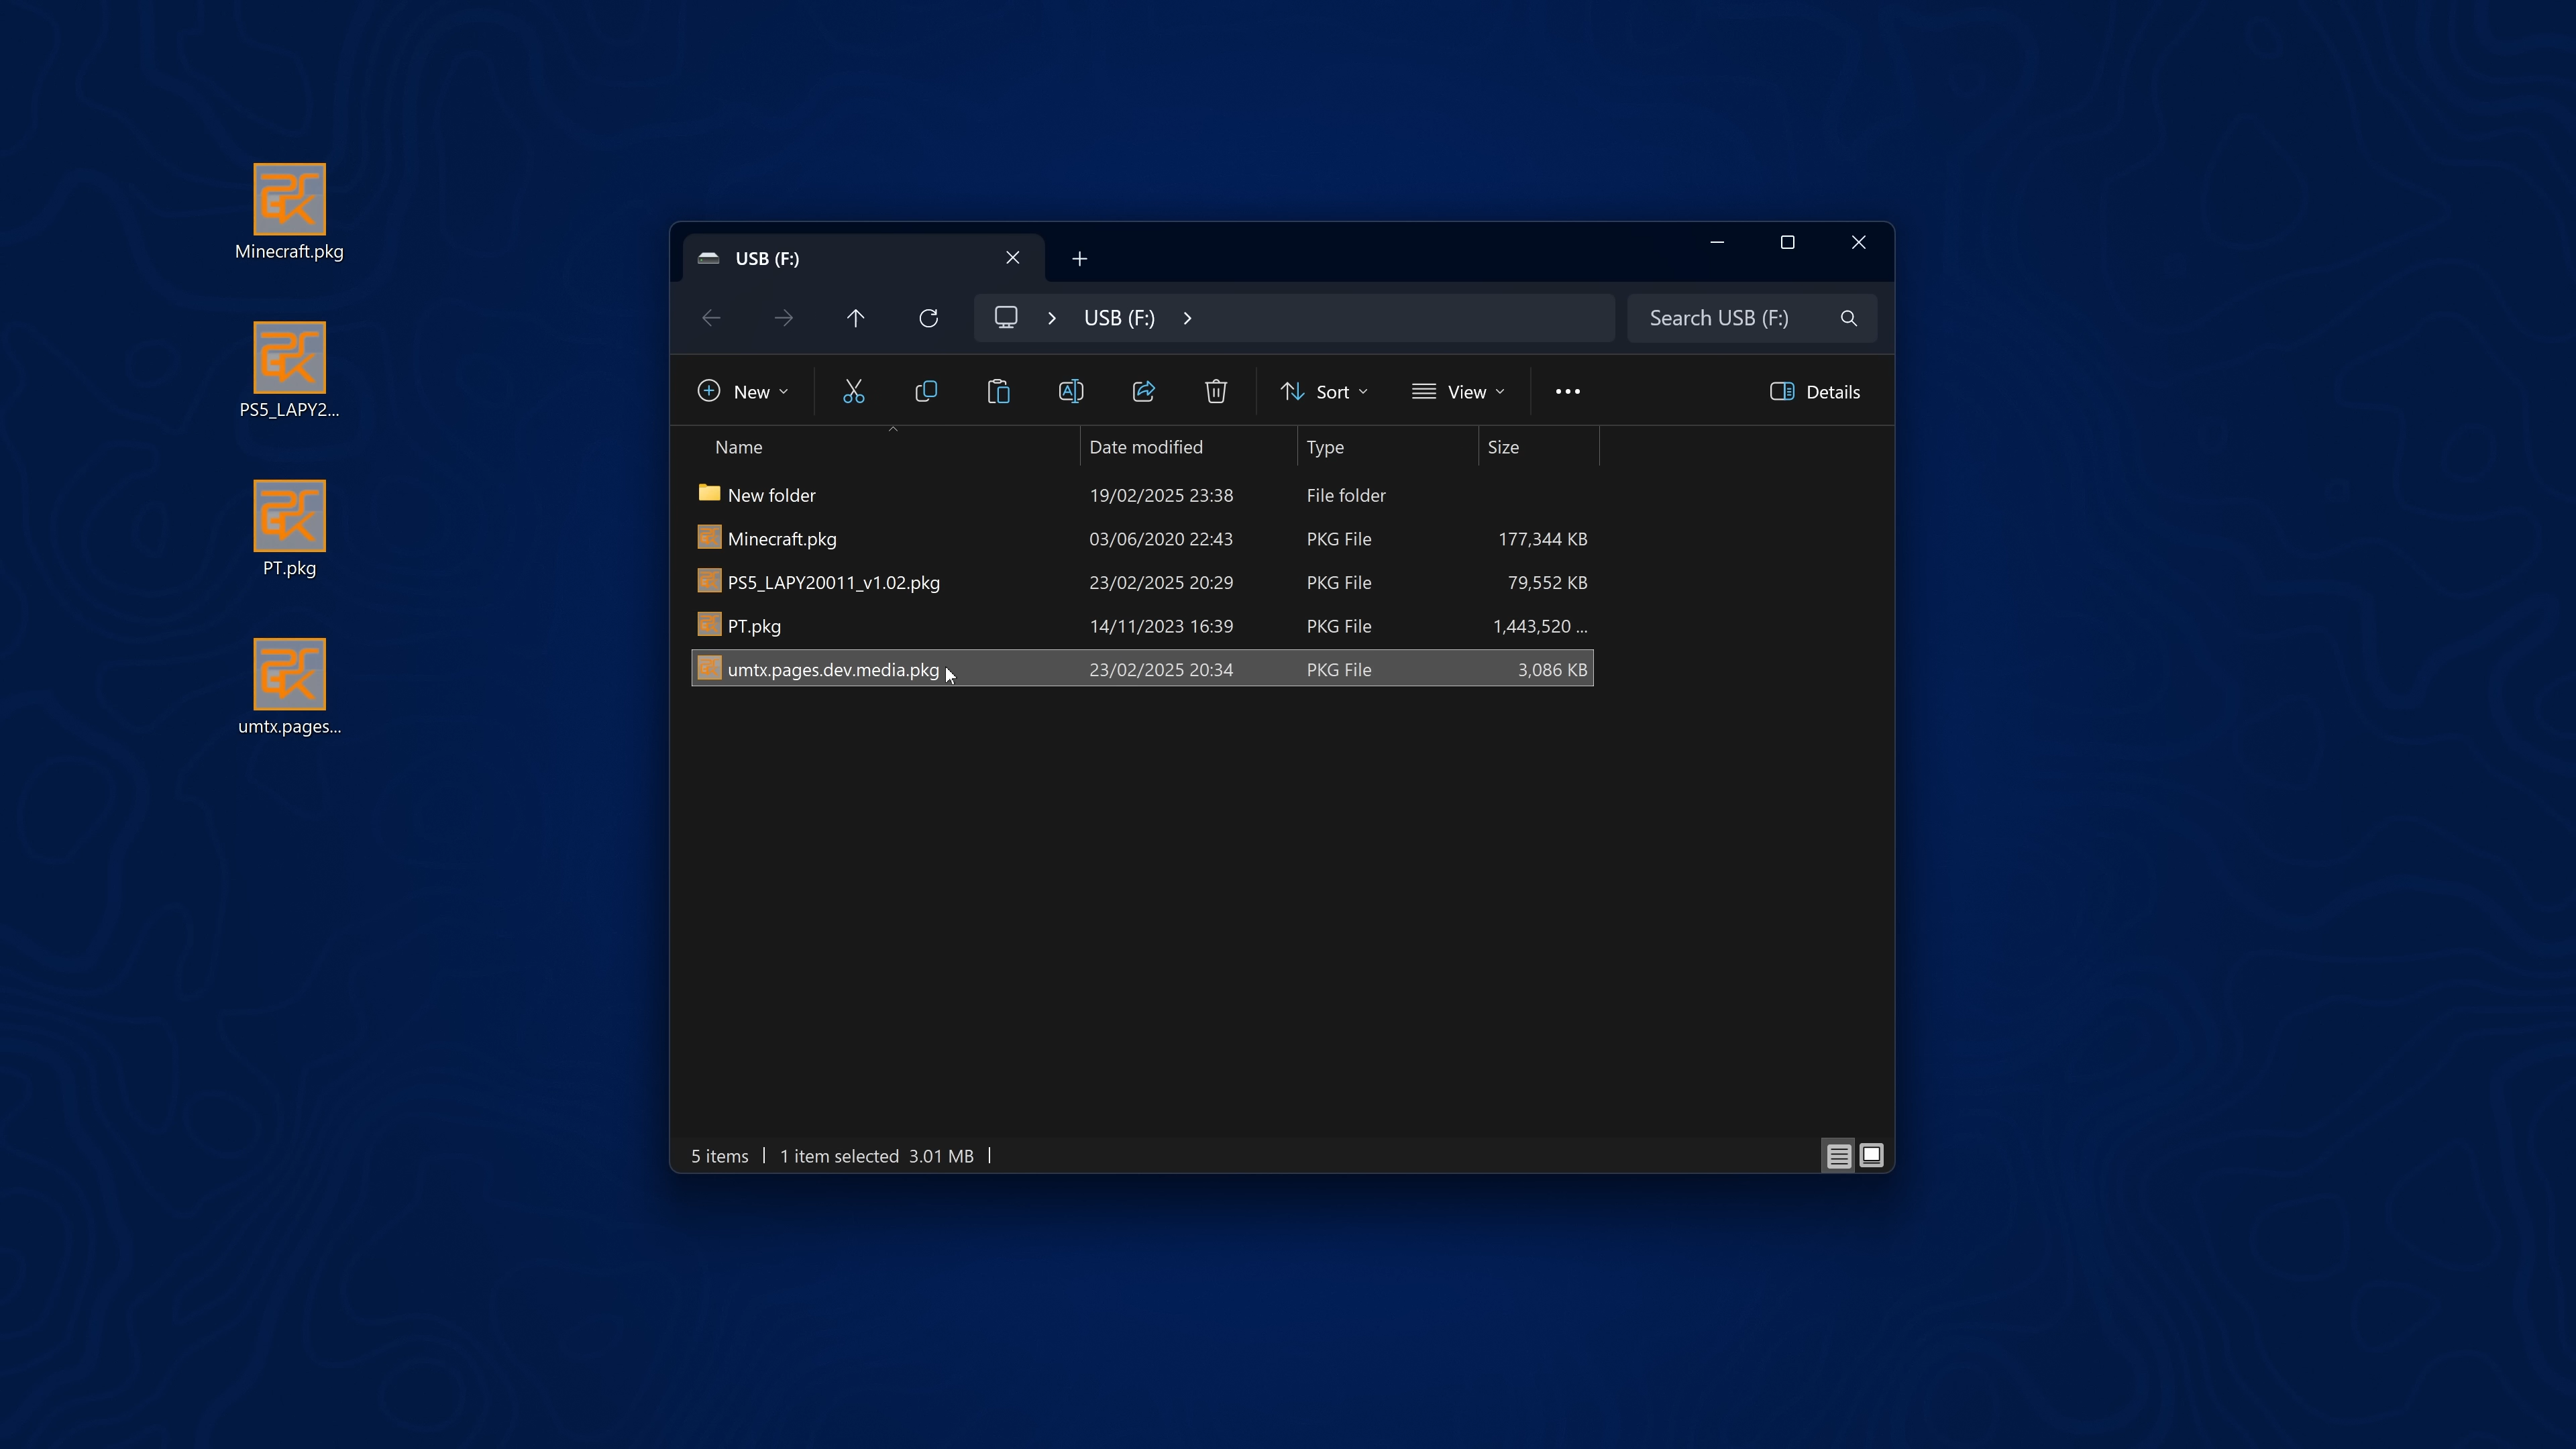 Minecraft.pkg
PS5_LAPY2...
PT.pkg
umtx.pages...
USB (F:)
USB (F:)
Search USB (F:)
New
Sort
View
Details
Name Date modified Type Size
New folder 19/02/2025 23:38 File folder
Minecraft.pkg 03/06/2020 22:43 PKG File 177,344 KB
PS5_LAPY20011_v1.02.pkg 23/02/2025 20:29 PKG File 79,552 KB
PT.pkg 14/11/2023 16:39 PKG File 1,443,520 ...
umtx.pages.dev.media.pkg 23/02/2025 20:34 PKG File 3,086 KB
5 items 1 item selected 3.01 MB